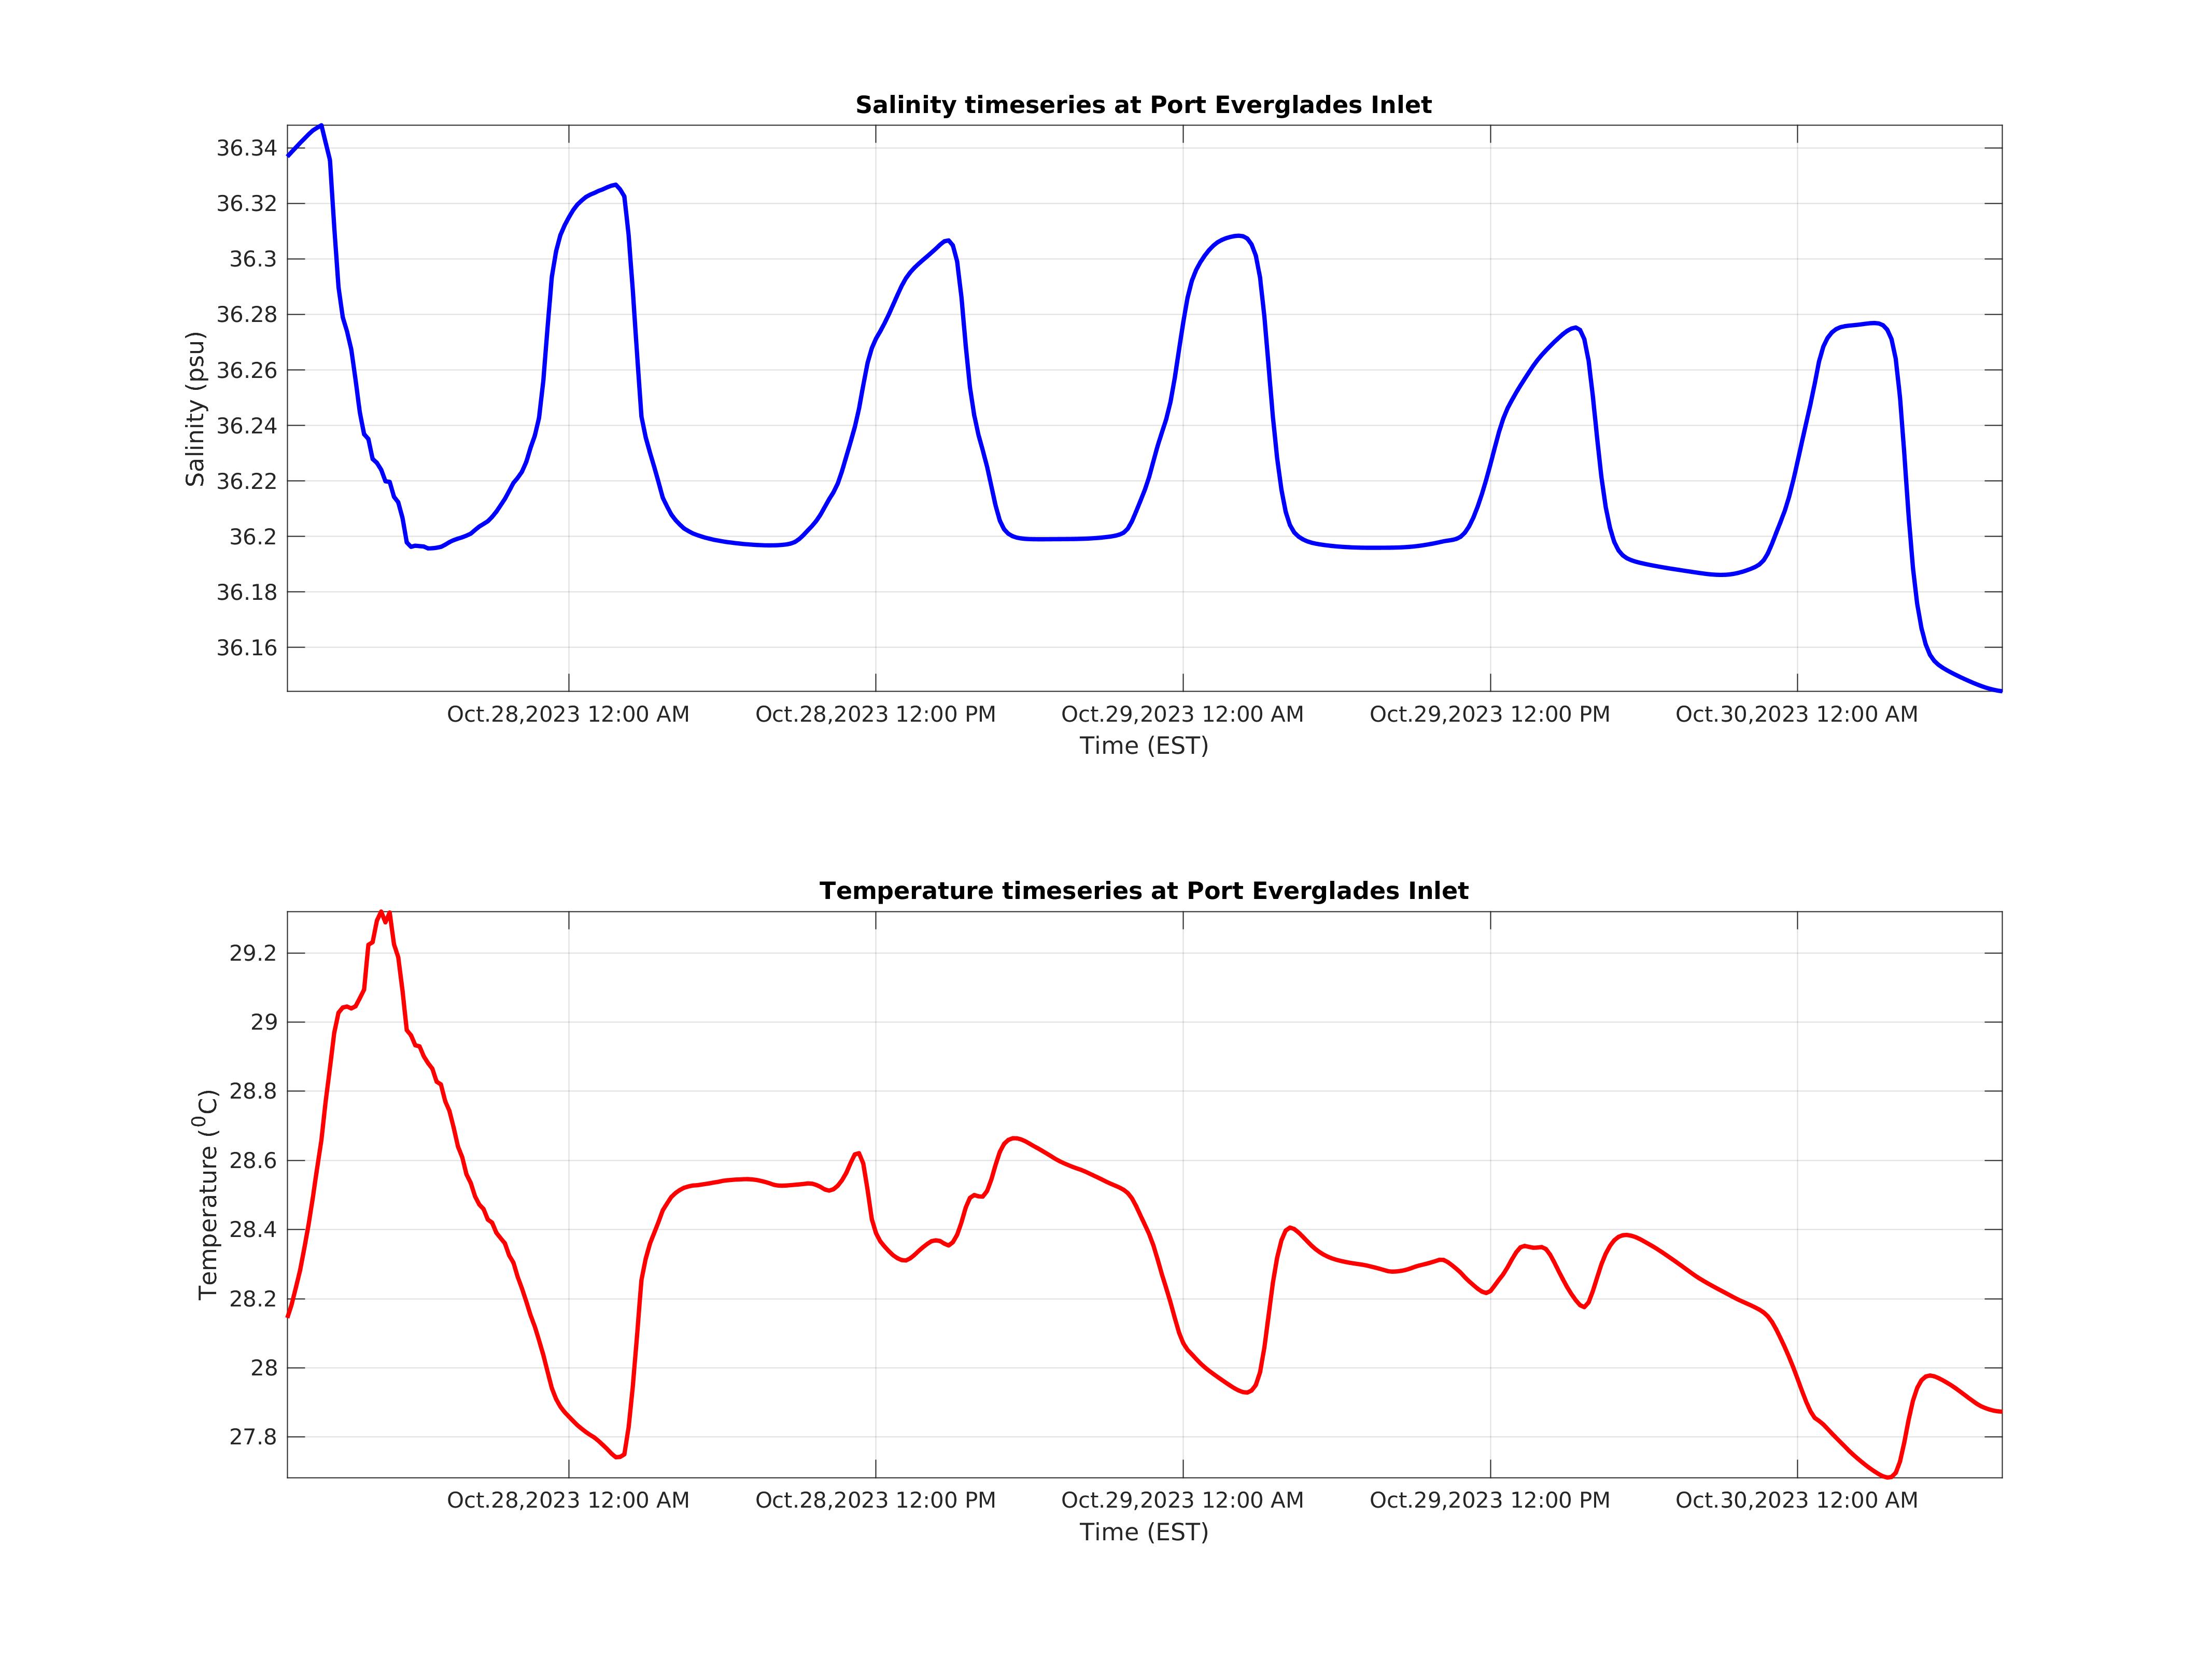 Salinity timeseries at Port Everglades Inlet
36.34
36.32
36.3
36.28
36.26
36.24
36.22
36.2
36.18
36.16
Salinity (psu)
Oct.28,2023 12:00 AM
Oct.28,2023 12:00 PM
Oct.29,2023 12:00 AM
Oct.29,2023 12:00 PM
Oct.30,2023 12:00 AM
Time (EST)
Temperature timeseries at Port Everglades Inlet
29.2
29
28.8
28.6
28.4
28.2
28
27.8
Temperature (⁰C)
Oct.28,2023 12:00 AM
Oct.28,2023 12:00 PM
Oct.29,2023 12:00 AM
Oct.29,2023 12:00 PM
Oct.30,2023 12:00 AM
Time (EST)